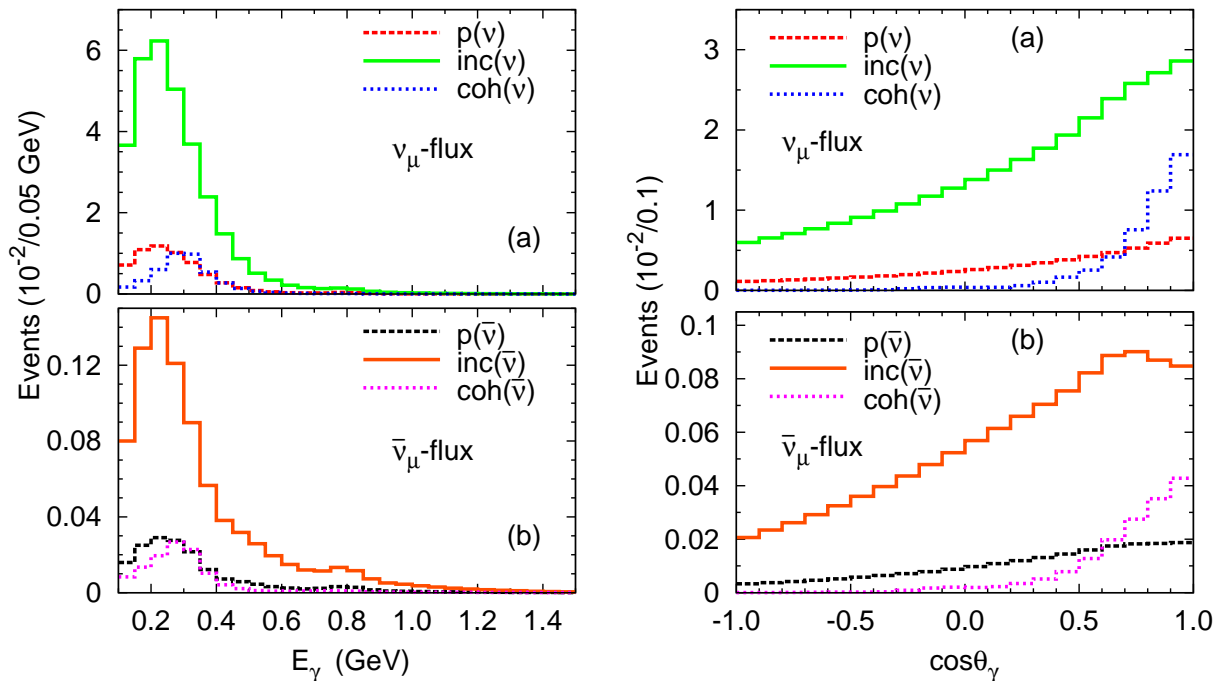 Events (10⁻²/0.05 GeV)
6
4
2
0
p(ν)
inc(ν)
coh(ν)
ν_μ-flux
(a)
0.12
0.08
0.04
0
p(ν̄)
inc(ν̄)
coh(ν̄)
ν̄_μ-flux
(b)
0.2 0.4 0.6 0.8 1.0 1.2 1.4
E_γ (GeV)
Events (10⁻²/0.1)
3
2
1
0
p(ν)
inc(ν)
coh(ν)
ν_μ-flux
(a)
0.1
0.08
0.06
0.04
0.02
0
p(ν̄)
inc(ν̄)
coh(ν̄)
ν̄_μ-flux
(b)
-1.0 -0.5 0.0 0.5 1.0
cosθ_γ